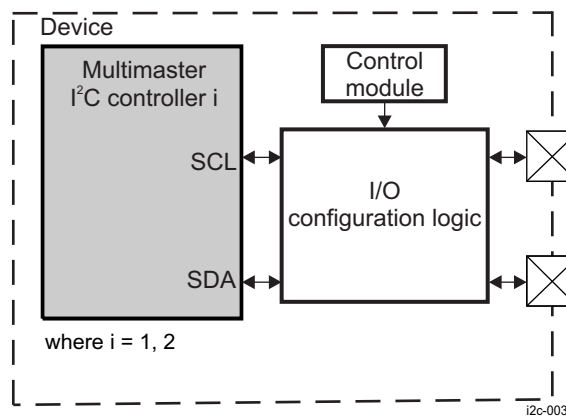 Device
Multimaster
I²C controller i
Control
module
SCL
I/O
configuration logic
SDA
where i = 1, 2
i2c-003